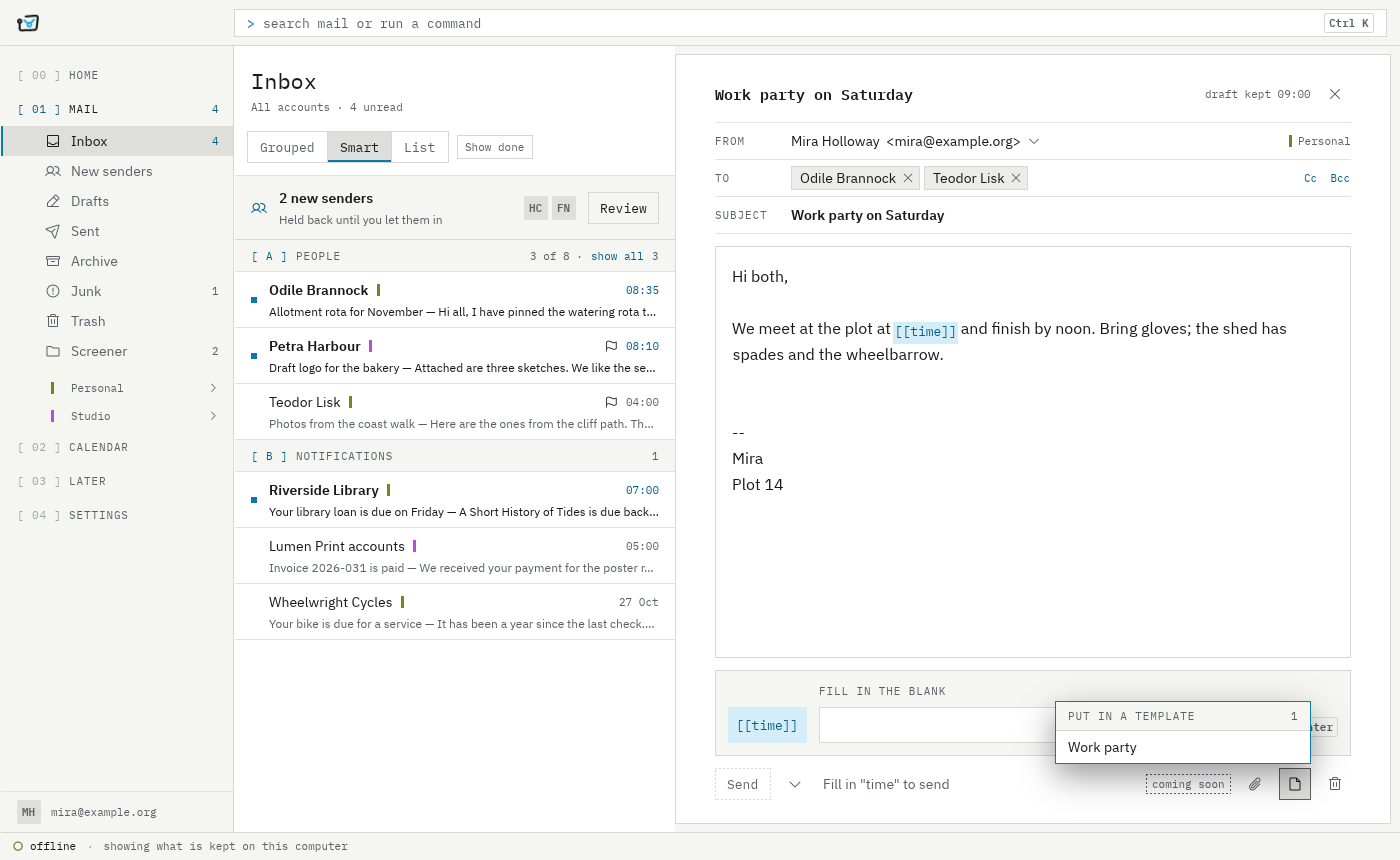 > search mail or run a command
Ctrl K
[ 00 ] HOME
[ 01 ] MAIL 4
Inbox 4
New senders
Drafts
Sent
Archive
Junk 1
Trash
Screener 2
Personal
Studio
[ 02 ] CALENDAR
[ 03 ] LATER
[ 04 ] SETTINGS
MH mira@example.org
Inbox
All accounts · 4 unread
Grouped Smart List Show done
2 new senders
Held back until you let them in
HC FN Review
[ A ] PEOPLE 3 of 8 · show all 3
Odile Brannock 08:35
Allotment rota for November — Hi all, I have pinned the watering rota t…
Petra Harbour 08:10
Draft logo for the bakery — Attached are three sketches. We like the se…
Teodor Lisk 04:00
Photos from the coast walk — Here are the ones from the cliff path. Th…
[ B ] NOTIFICATIONS 1
Riverside Library 07:00
Your library loan is due on Friday — A Short History of Tides is due back…
Lumen Print accounts 05:00
Invoice 2026-031 is paid — We received your payment for the poster r…
Wheelwright Cycles 27 Oct
Your bike is due for a service — It has been a year since the last check.…
Work party on Saturday draft kept 09:00
FROM Mira Holloway <mira@example.org> Personal
TO Odile Brannock Teodor Lisk Cc Bcc
SUBJECT Work party on Saturday
Hi both,
We meet at the plot at [[time]] and finish by noon. Bring gloves; the shed has
spades and the wheelbarrow.
--
Mira
Plot 14
FILL IN THE BLANK
[[time]]
PUT IN A TEMPLATE 1
Work party
Send Fill in "time" to send coming soon
offline · showing what is kept on this computer